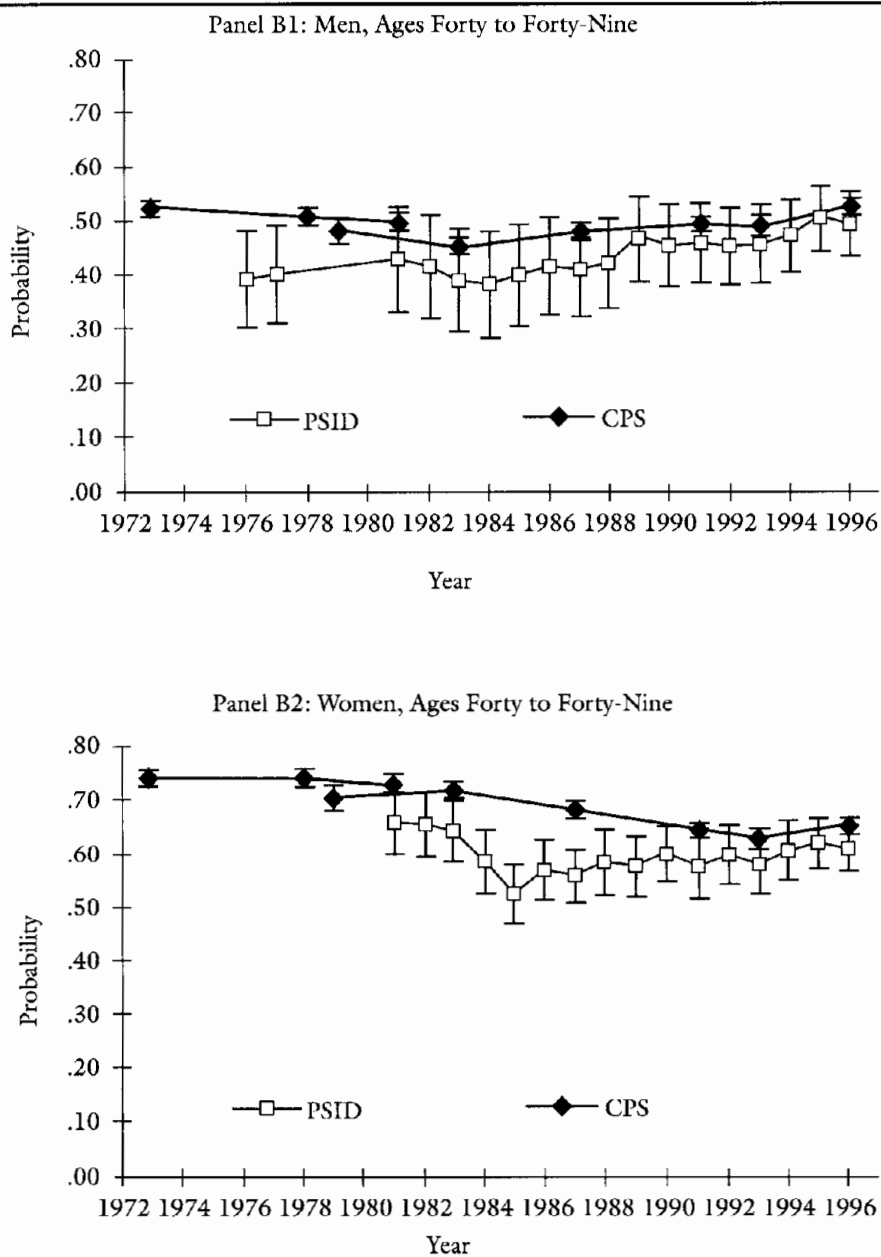 Panel B1: Men, Ages Forty to Forty-Nine
.80
.70
.60
.50
.40
.30
.20
.10
.00
Probability
PSID CPS
1972 1974 1976 1978 1980 1982 1984 1986 1988 1990 1992 1994 1996
Year
Panel B2: Women, Ages Forty to Forty-Nine
.80
.70
.60
.50
.40
.30
.20
.10
.00
Probability
PSID CPS
1972 1974 1976 1978 1980 1982 1984 1986 1988 1990 1992 1994 1996
Year